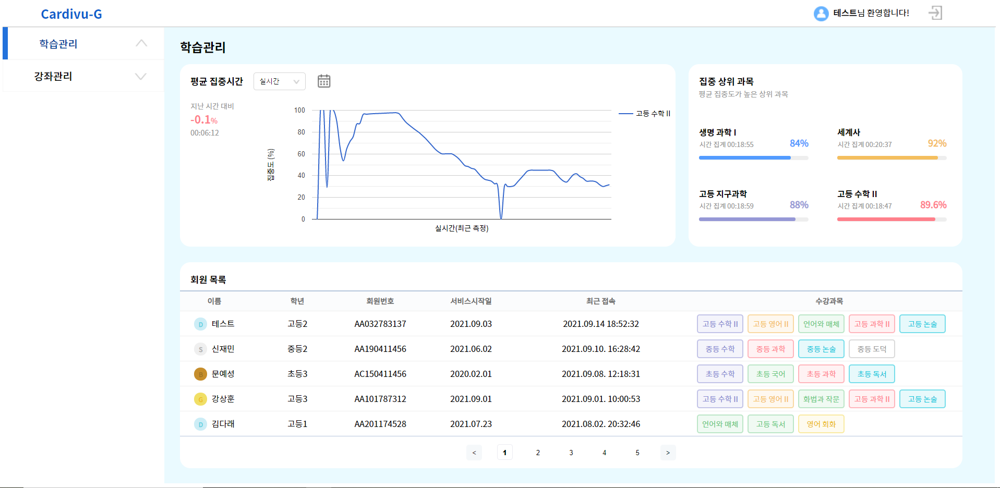 Cardivu-G
테스트님 환영합니다!
학습관리
강좌관리
학습관리
평균 집중시간 실시간
지난 시간 대비
-0.1%
00:06:12
100
80
60
40
20
0
집중도 (%)
실시간(최근 측정)
고등 수학 II
집중 상위 과목
평균 집중도가 높은 상위 과목
생명 과학 I
시간 집계 00:18:55 84%
세계사
시간 집계 00:20:37 92%
고등 지구과학
시간 집계 00:18:59 88%
고등 수학 II
시간 집계 00:18:47 89.6%
회원 목록
이름 학년 회원번호 서비스시작일 최근 접속 수강과목
D 테스트 고등2 AA032783137 2021.09.03 2021.09.14 18:52:32 고등 수학 II 고등 영어 II 언어와 매체 고등 과학 II 고등 논술
S 신재민 중등2 AA190411456 2021.06.02 2021.09.10. 16:28:42 중등 수학 중등 과학 중등 논술 중등 도덕
B 문예성 초등3 AC150411456 2020.02.01 2021.09.08. 12:18:31 초등 수학 초등 국어 초등 과학 초등 독서
G 강상훈 고등3 AA101787312 2021.09.01 2021.09.01. 10:00:53 고등 수학 II 고등 영어 II 화법과 작문 고등 과학 II 고등 논술
D 김다래 고등1 AA201174528 2021.07.23 2021.08.02. 20:32:46 언어와 매체 고등 독서 영어 회화
< 1 2 3 4 5 >